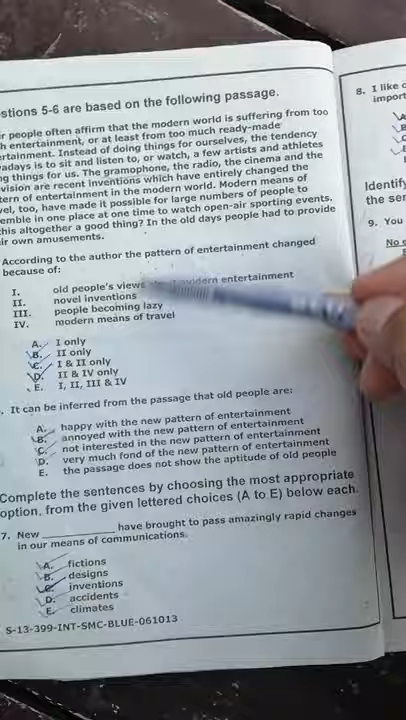 stions 5-6 are based on the following passage.
r people often affirm that the modern world is suffering from too
h entertainment, or at least from too much ready-made
ertainment. Instead of doing things for ourselves, the tendency
adays is to sit and listen to, or watch, a few artists and athletes
ng things for us. The gramophone, the radio, the cinema and the
vision are recent inventions which have entirely changed the
tern of entertainment in the modern world. Modern means of
vel, too, have made it possible for large numbers of people to
emble in one place at one time to watch open-air sporting events.
this altogether a good thing? In the old days people had to provide
ir own amusements.
According to the author the pattern of entertainment changed
because of:
I. old people's views modern entertainment
II. novel inventions
III. people becoming lazy
IV. modern means of travel
A. I only
B. II only
C. I & II only
D. II & IV only
E. I, II, III & IV
. It can be inferred from the passage that old people are:
A. happy with the new pattern of entertainment
B. annoyed with the new pattern of entertainment
C. not interested in the new pattern of entertainment
D. very much fond of the new pattern of entertainment
E. the passage does not show the aptitude of old people
Complete the sentences by choosing the most appropriate
option, from the given lettered choices (A to E) below each.
7. New __________ have brought to pass amazingly rapid changes
in our means of communications.
A. fictions
B. designs
C. inventions
D. accidents
E. climates
S-13-399-INT-SMC-BLUE-061013
8. I like
import
Identify
the sen
9. You
No